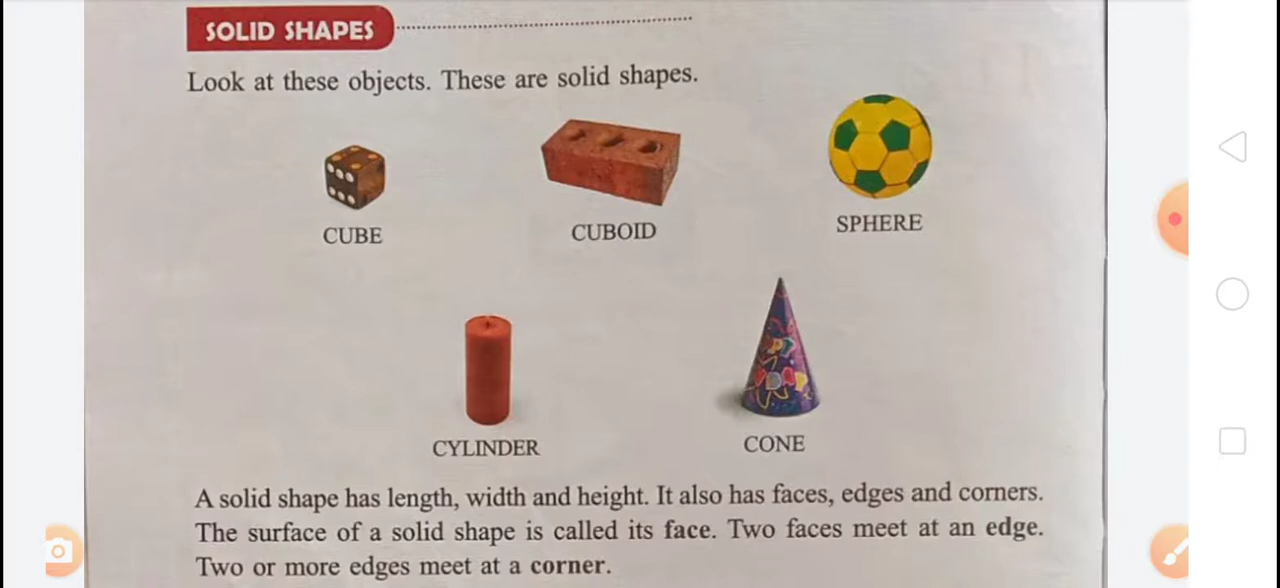 SOLID SHAPES
Look at these objects. These are solid shapes.
CUBE
CUBOID
SPHERE
CYLINDER
CONE
A solid shape has length, width and height. It also has faces, edges and corners.
The surface of a solid shape is called its face. Two faces meet at an edge.
Two or more edges meet at a corner.